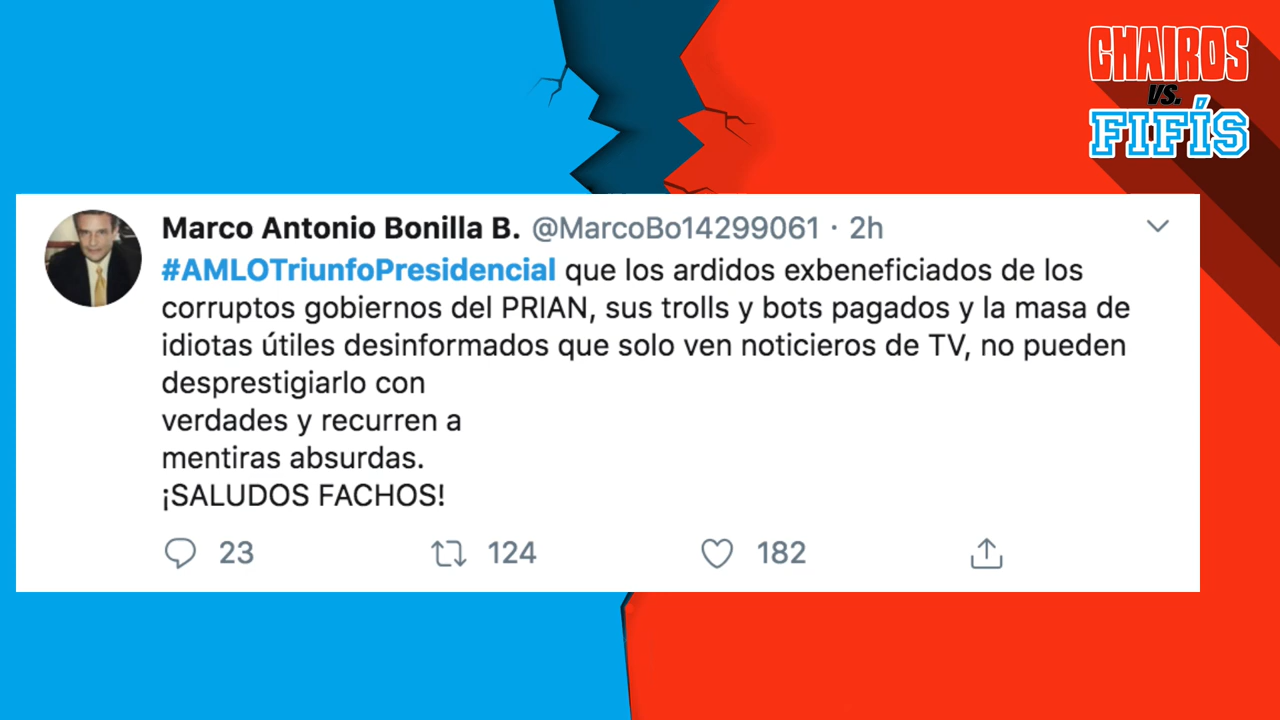 CHAIROS
VS.
FIFÍS
Marco Antonio Bonilla B. @MarcoBo14299061 · 2h
#AMLOTriunfoPresidencial que los ardidos exbeneficiados de los
corruptos gobiernos del PRIAN, sus trolls y bots pagados y la masa de
idiotas útiles desinformados que solo ven noticieros de TV, no pueden
desprestigiarlo con
verdades y recurren a
mentiras absurdas.
¡SALUDOS FACHOS!
23 124 182